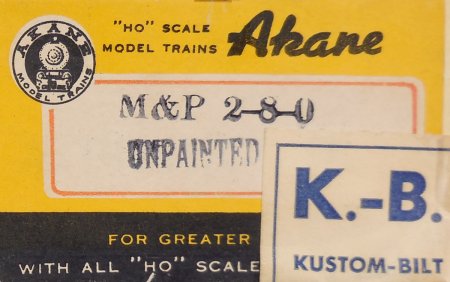 AKANE
MODEL TRAINS
"HO" SCALE
MODEL TRAINS
Akane
M&P 2-8-0
UNPAINTED
K.-B.
KUSTOM-BILT
FOR GREATER
WITH ALL "HO" SCALE